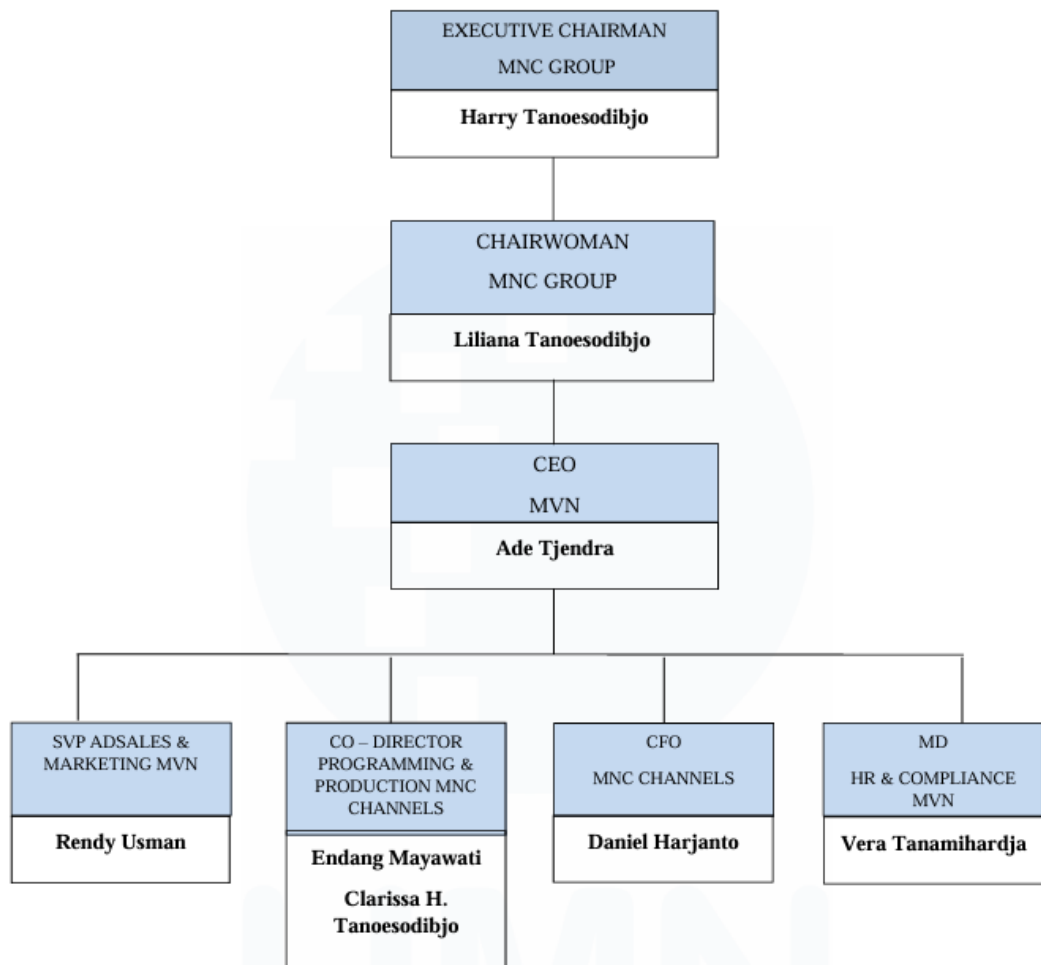 EXECUTIVE CHAIRMAN
MNC GROUP
Harry Tanoesodibjo
CHAIRWOMAN
MNC GROUP
Liliana Tanoesodibjo
CEO
MVN
Ade Tjendra
SVP ADSALES &
MARKETING MVN
Rendy Usman
CO – DIRECTOR
PROGRAMMING &
PRODUCTION MNC
CHANNELS
Endang Mayawati
Clarissa H.
Tanoesodibjo
CFO
MNC CHANNELS
Daniel Harjanto
MD
HR & COMPLIANCE
MVN
Vera Tanamihardja